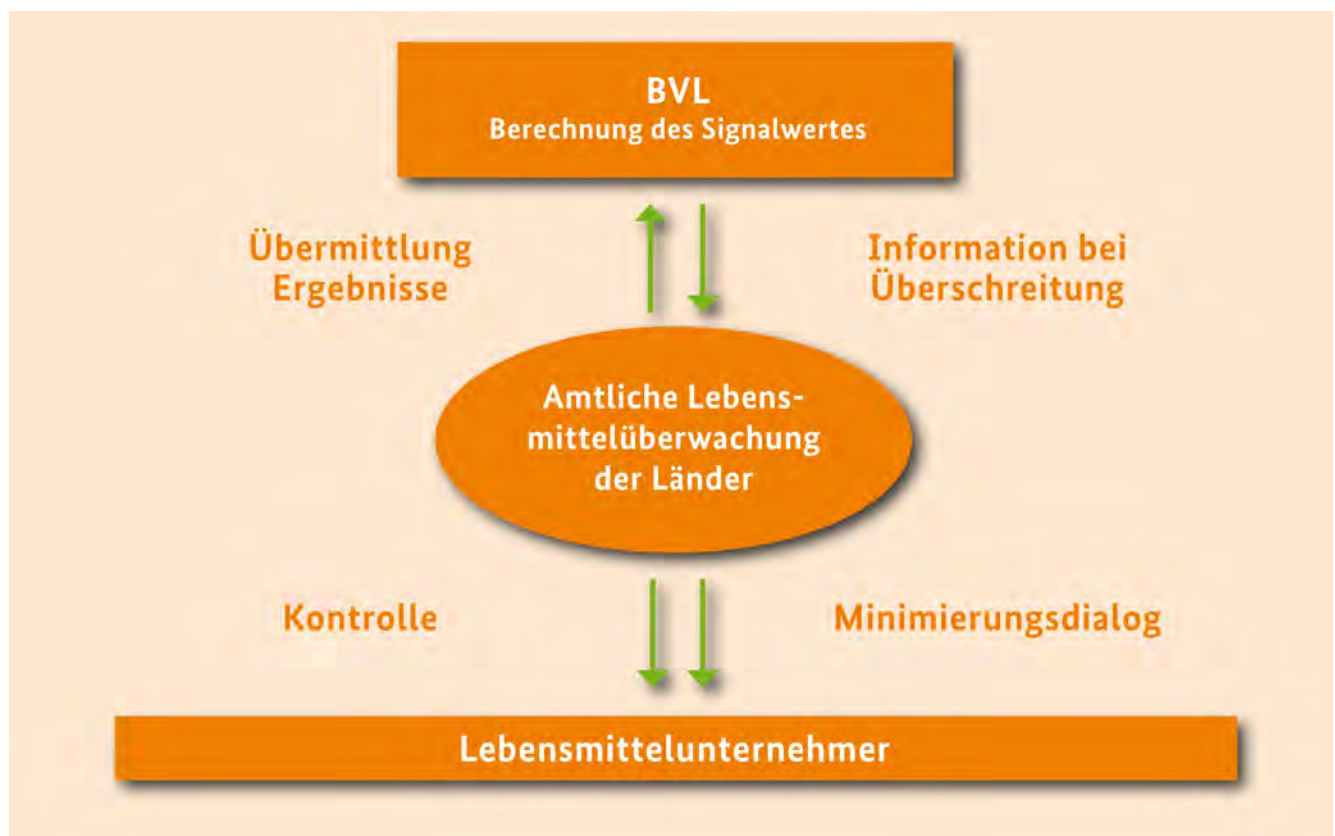 BVL
Berechnung des Signalwertes
Übermittlung
Ergebnisse
Information bei
Überschreitung
Amtliche Lebens-
mittelüberwachung
der Länder
Kontrolle
Minimierungsdialog
Lebensmittelunternehmer